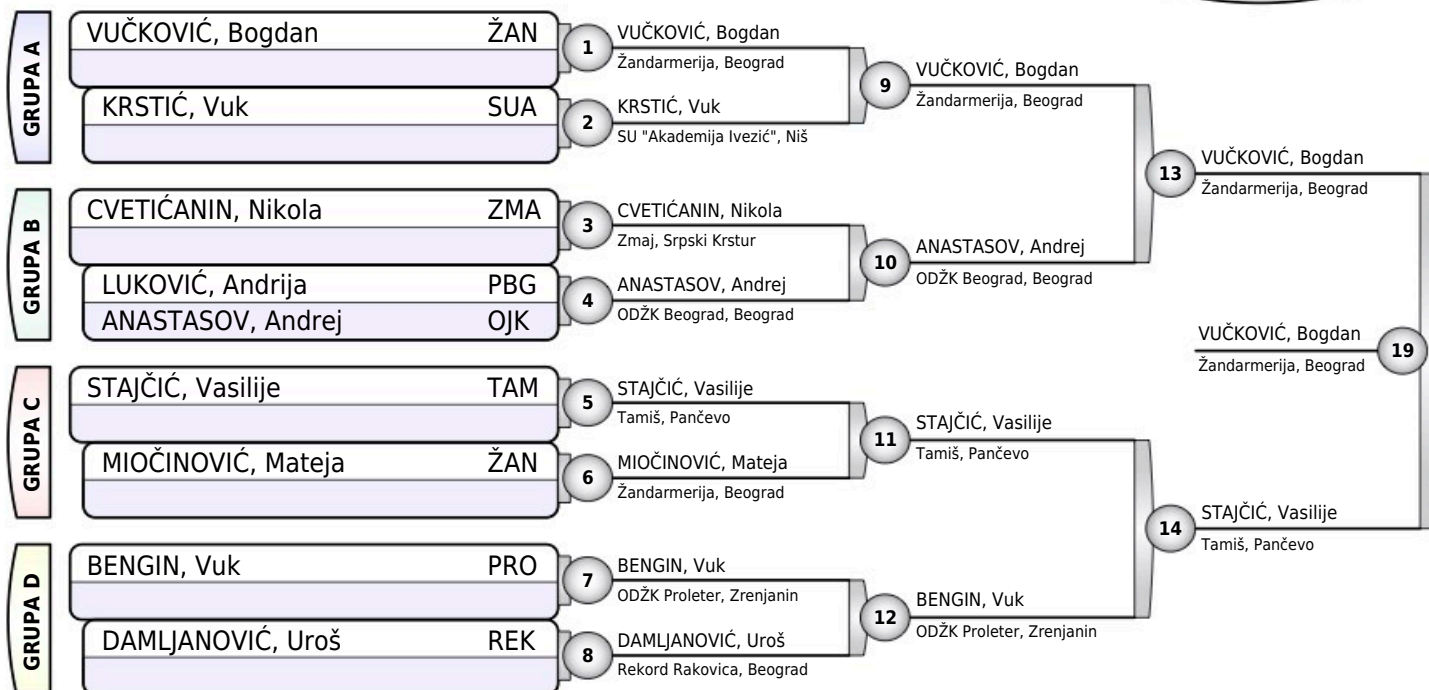 GRUPA A
VUČKOVIĆ, Bogdan ŽAN
KRSTIĆ, Vuk SUA
GRUPA B
CVETIĆANIN, Nikola ZMA
LUKOVIĆ, Andrija PBG
ANASTASOV, Andrej OJK
GRUPA C
STAJČIĆ, Vasilije TAM
MIOČINOVIĆ, Mateja ŽAN
GRUPA D
BENGIN, Vuk PRO
DAMLJANOVIĆ, Uroš REK
1
VUČKOVIĆ, Bogdan
Žandarmerija, Beograd
2
KRSTIĆ, Vuk
SU "Akademija Ivezić", Niš
3
CVETIĆANIN, Nikola
Zmaj, Srpski Krstur
4
ANASTASOV, Andrej
ODŽK Beograd, Beograd
5
STAJČIĆ, Vasilije
Tamiš, Pančevo
6
MIOČINOVIĆ, Mateja
Žandarmerija, Beograd
7
BENGIN, Vuk
ODŽK Proleter, Zrenjanin
8
DAMLJANOVIĆ, Uroš
Rekord Rakovica, Beograd
9
VUČKOVIĆ, Bogdan
Žandarmerija, Beograd
10
ANASTASOV, Andrej
ODŽK Beograd, Beograd
11
STAJČIĆ, Vasilije
Tamiš, Pančevo
12
BENGIN, Vuk
ODŽK Proleter, Zrenjanin
13
VUČKOVIĆ, Bogdan
Žandarmerija, Beograd
14
STAJČIĆ, Vasilije
Tamiš, Pančevo
VUČKOVIĆ, Bogdan
Žandarmerija, Beograd
19